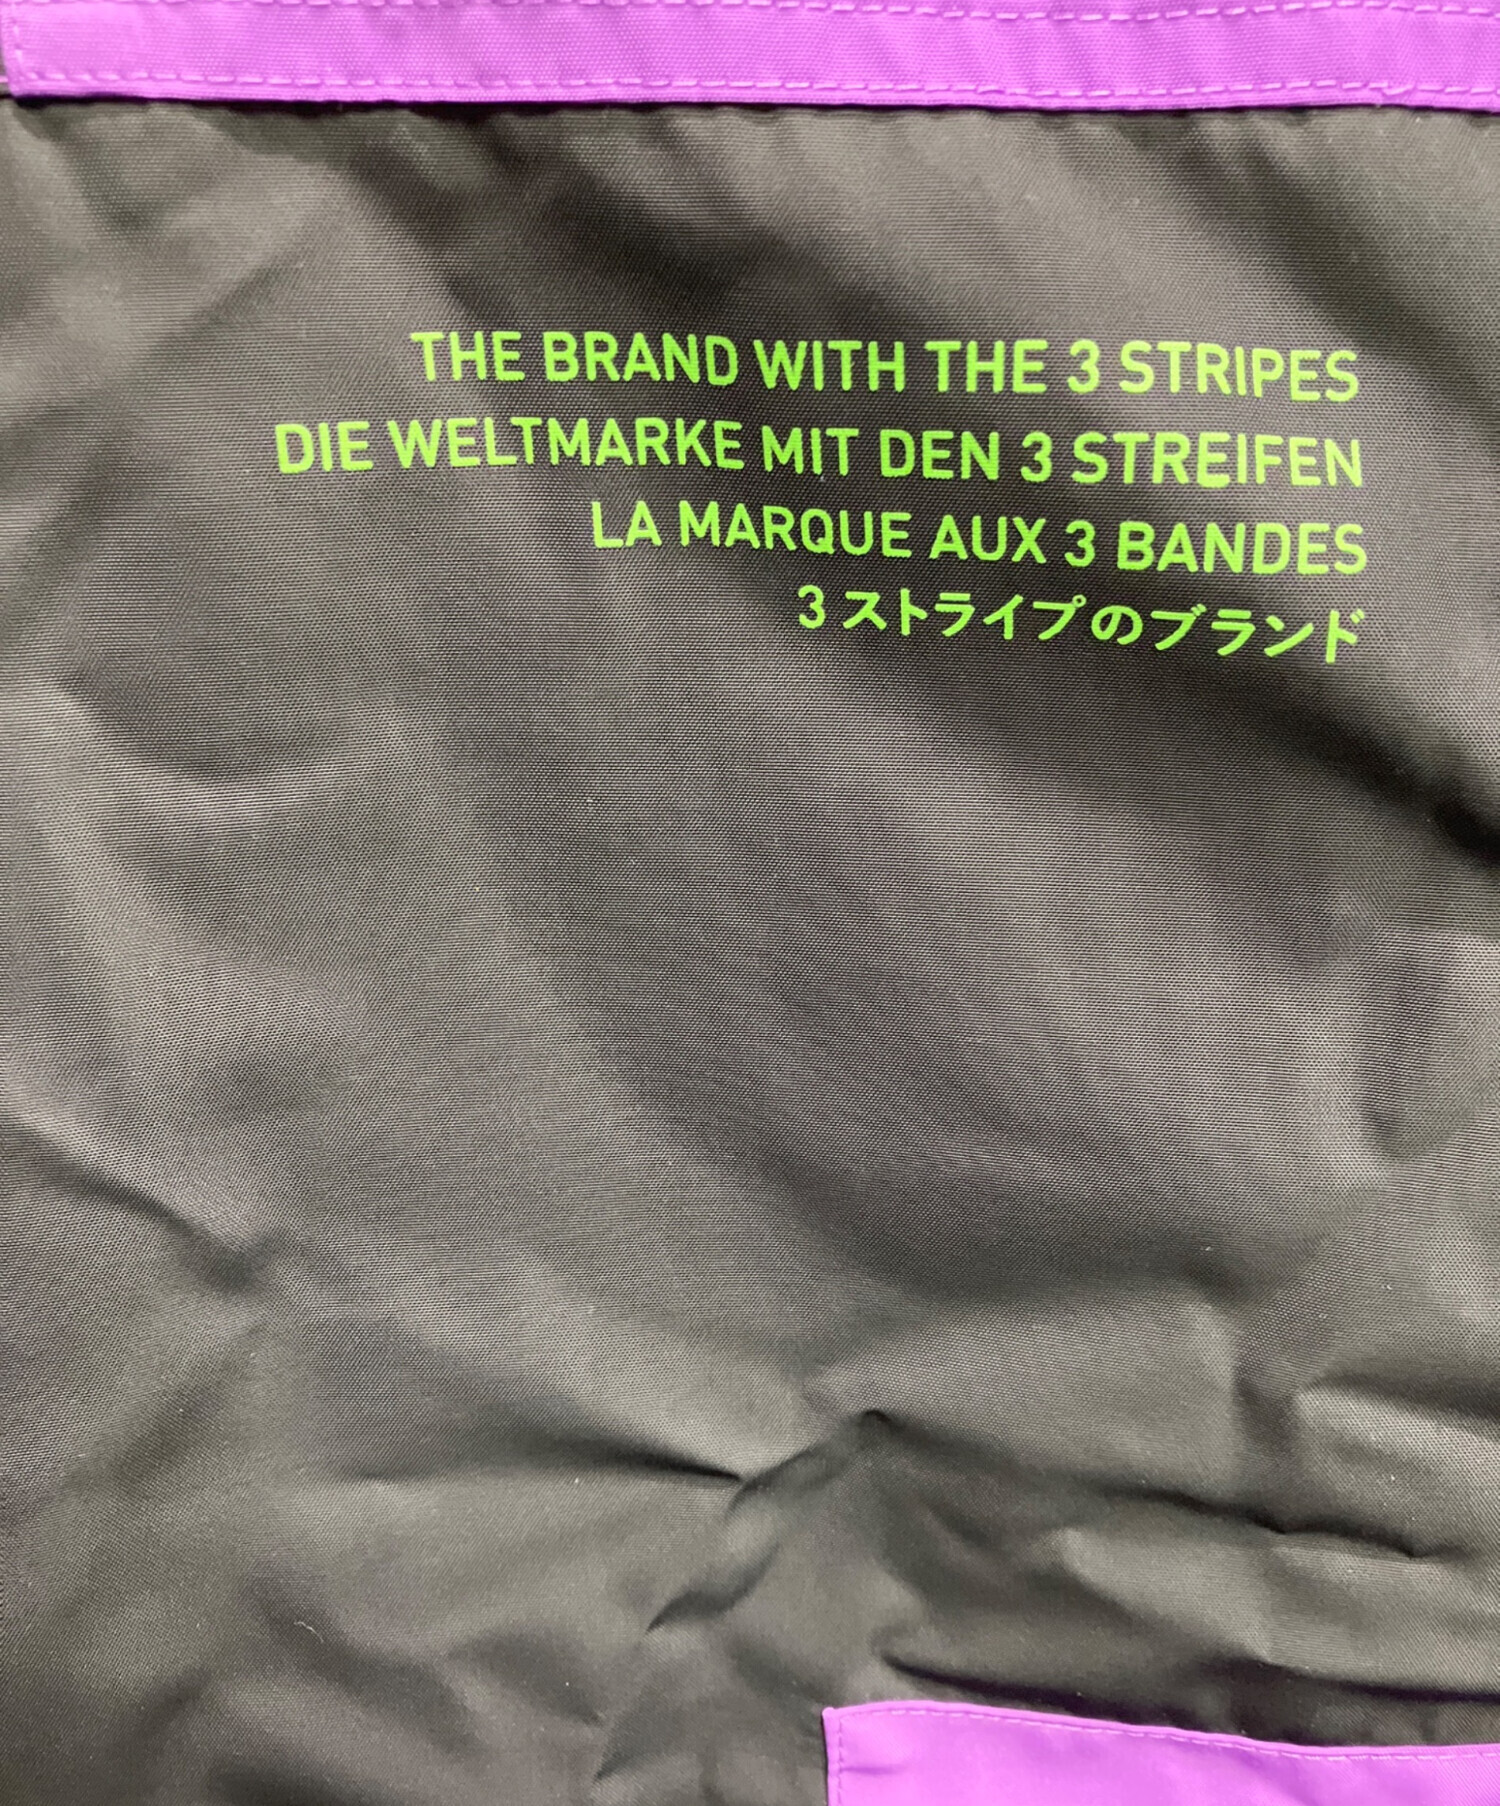 THE BRAND WITH THE 3 STRIPES
DIE WELTMARKE MIT DEN 3 STREIFEN
LA MARQUE AUX 3 BANDES
3 ストライプのブランド